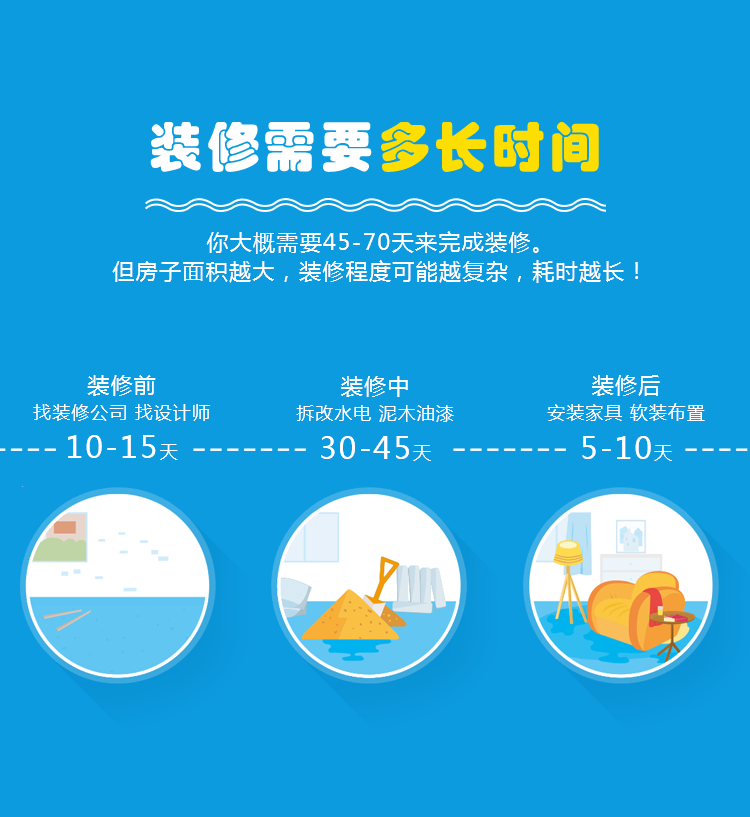 装修需要多长时间
你大概需要45-70天来完成装修。
但房子面积越大，装修程度可能越复杂，耗时越长！
装修前
找装修公司 找设计师
10-15天
装修中
拆改水电 泥木油漆
30-45天
装修后
安装家具 软装布置
5-10天